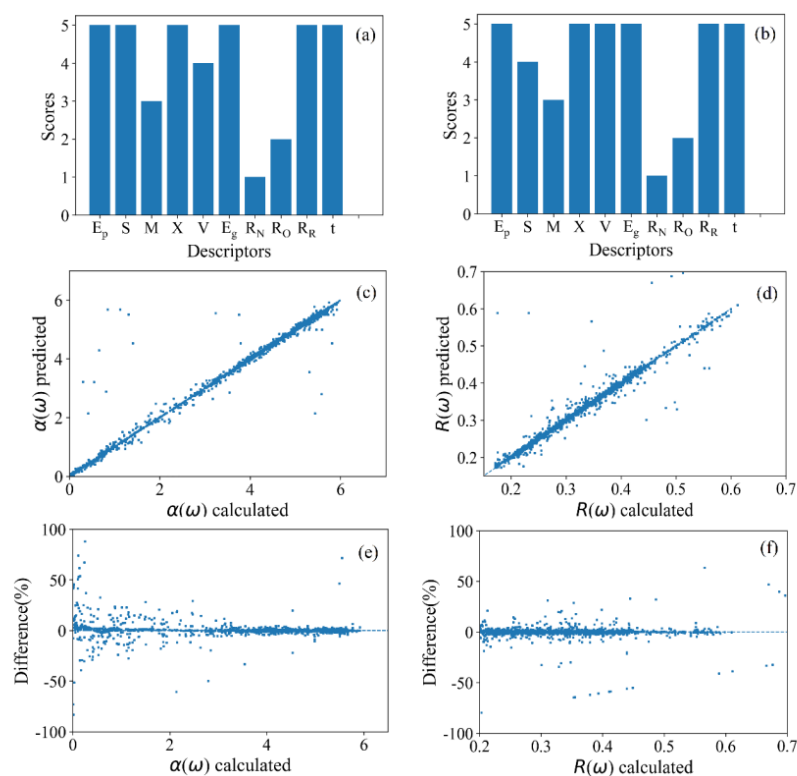 (a)
Scores
5
4
3
2
1
0
E_p S M X V E_g R_N R_O R_R t
Descriptors
(b)
Scores
5
4
3
2
1
0
E_p S M X V E_g R_N R_O R_R t
Descriptors
(c)
α(ω) predicted
6
4
2
0
0 2 4 6
α(ω) calculated
(d)
R(ω) predicted
0.7
0.6
0.5
0.4
0.3
0.2
0.2 0.3 0.4 0.5 0.6 0.7
R(ω) calculated
(e)
Difference(%)
100
50
0
-50
-100
0 2 4 6
α(ω) calculated
(f)
Difference(%)
100
50
0
-50
-100
0.2 0.3 0.4 0.5 0.6 0.7
R(ω) calculated